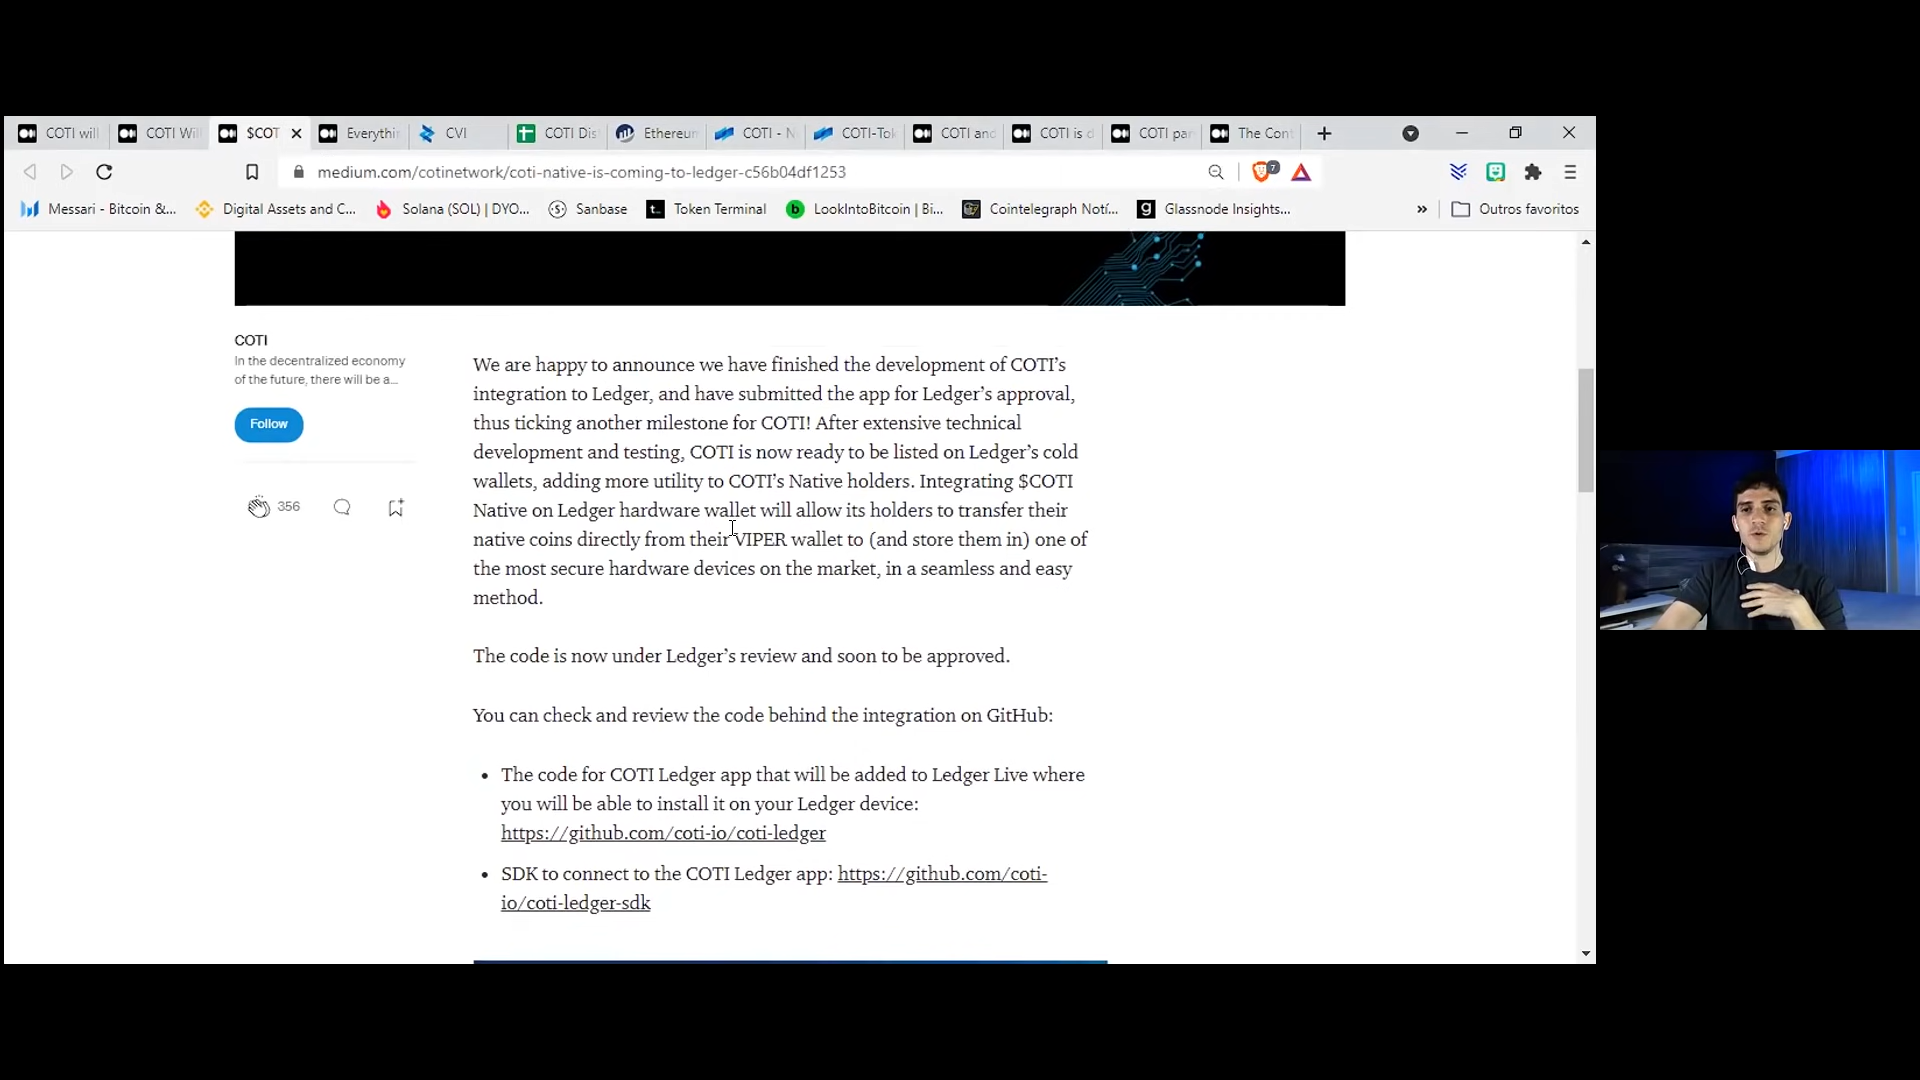 COTI will
COTI Wil
$COT
Everythi
CVI
COTI Dis
Ethereum
COTI - N
COTI-Tok
COTI and
COTI is d
COTI par
The Cont
medium.com/cotinetwork/coti-native-is-coming-to-ledger-c56b04df1253
7
Messari - Bitcoin &...
Digital Assets and C...
Solana (SOL) | DYO...
Sanbase
Token Terminal
LookIntoBitcoin | Bi...
Cointelegraph Notí...
Glassnode Insights...
»
Outros favoritos
COTI
In the decentralized economy
of the future, there will be a...
Follow
356
We are happy to announce we have finished the development of COTI’s
integration to Ledger, and have submitted the app for Ledger’s approval,
thus ticking another milestone for COTI! After extensive technical
development and testing, COTI is now ready to be listed on Ledger’s cold
wallets, adding more utility to COTI’s Native holders. Integrating $COTI
Native on Ledger hardware wallet will allow its holders to transfer their
native coins directly from their VIPER wallet to (and store them in) one of
the most secure hardware devices on the market, in a seamless and easy
method.
The code is now under Ledger’s review and soon to be approved.
You can check and review the code behind the integration on GitHub:
• The code for COTI Ledger app that will be added to Ledger Live where
you will be able to install it on your Ledger device:
https://github.com/coti-io/coti-ledger
• SDK to connect to the COTI Ledger app: https://github.com/coti-
io/coti-ledger-sdk